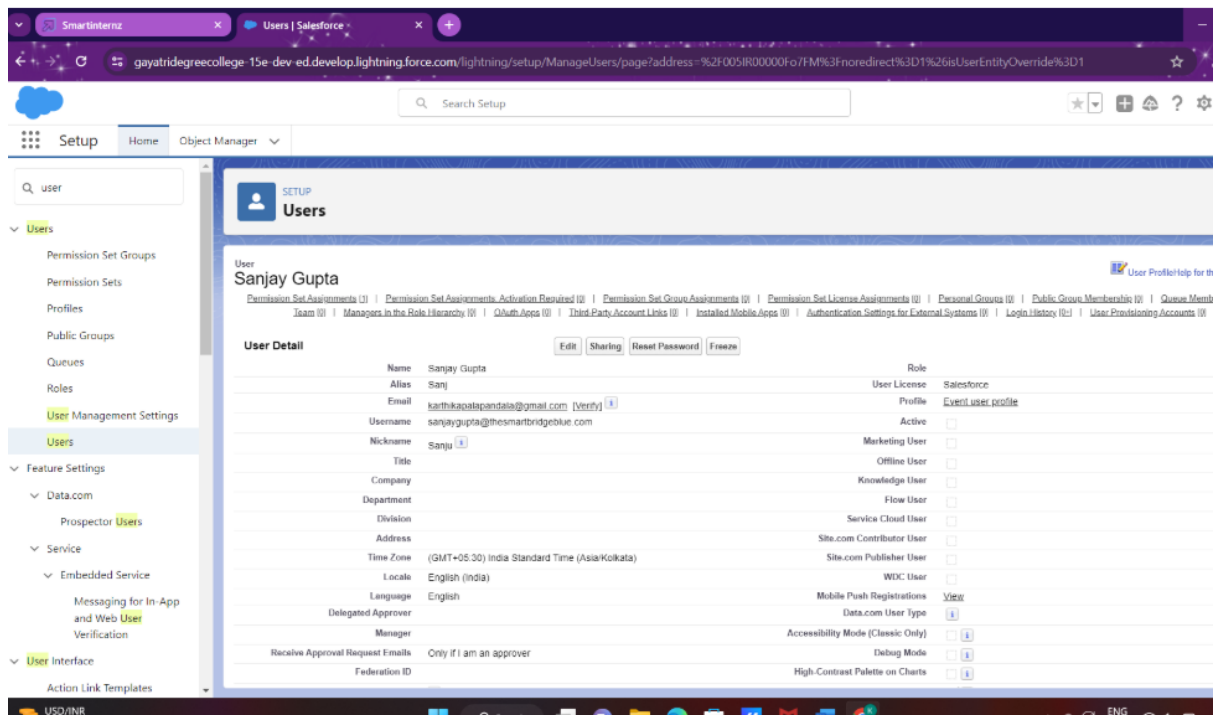 Smartinternz
Users | Salesforce
gayatridegreecollege-15e-dev-ed.develop.lightning.force.com/lightning/setup/ManageUsers/page?address=%2F005IR00000Fo7FM%3Fnoredirect%3D1%26isUserEntityOverride%3D1
Search Setup
Setup Home Object Manager
user
Users
Permission Set Groups
Permission Sets
Profiles
Public Groups
Queues
Roles
User Management Settings
Users
Feature Settings
Data.com
Prospector Users
Service
Embedded Service
Messaging for In-App
and Web User
Verification
User Interface
Action Link Templates
SETUP
Users
User
Sanjay Gupta
User Profile Help for th
Permission Set Assignments [1] | Permission Set Assignments: Activation Required [0] | Permission Set Group Assignments [0] | Permission Set License Assignments [0] | Personal Groups [0] | Public Group Membership [0] | Queue Memb
Team [0] | Managers in the Role Hierarchy [0] | OAuth Apps [0] | Third-Party Account Links [0] | Installed Mobile Apps [0] | Authentication Settings for External Systems [0] | Login History [0+] | User Provisioning Accounts [0]
User Detail Edit Sharing Reset Password Freeze
Name Sanjay Gupta Role
Alias Sanj User License Salesforce
Email karthikapalapandala@gmail.com [Verify] Profile Event user profile
Username sanjaygupta@thesmartbridgeblue.com Active
Nickname Sanju Marketing User
Title Offline User
Company Knowledge User
Department Flow User
Division Service Cloud User
Address Site.com Contributor User
Time Zone (GMT+05:30) India Standard Time (Asia/Kolkata) Site.com Publisher User
Locale English (India) WDC User
Language English Mobile Push Registrations View
Delegated Approver Data.com User Type
Manager Accessibility Mode (Classic Only)
Receive Approval Request Emails Only if I am an approver Debug Mode
Federation ID High-Contrast Palette on Charts
USD/INR
ENG